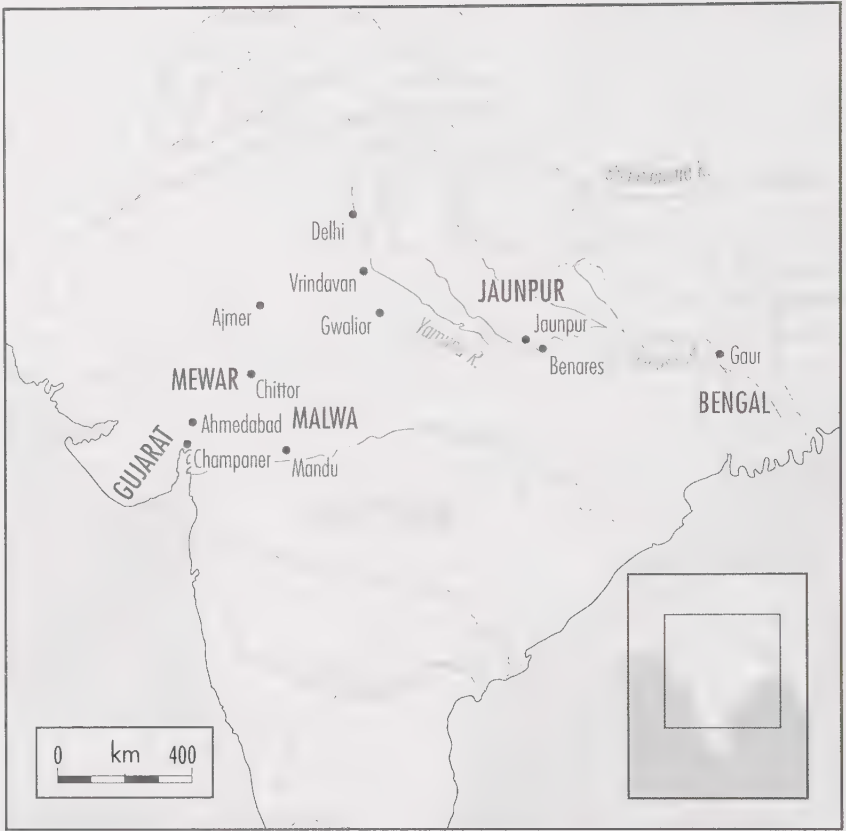 Delhi
Vrindavan
Ajmer
Gwalior
Yamuna R.
JAUNPUR
Jaunpur
Benares
Gaur
BENGAL
MEWAR
Chittor
Ahmedabad
MALWA
GUJARAT
Champaner
Mandu
0 km 400